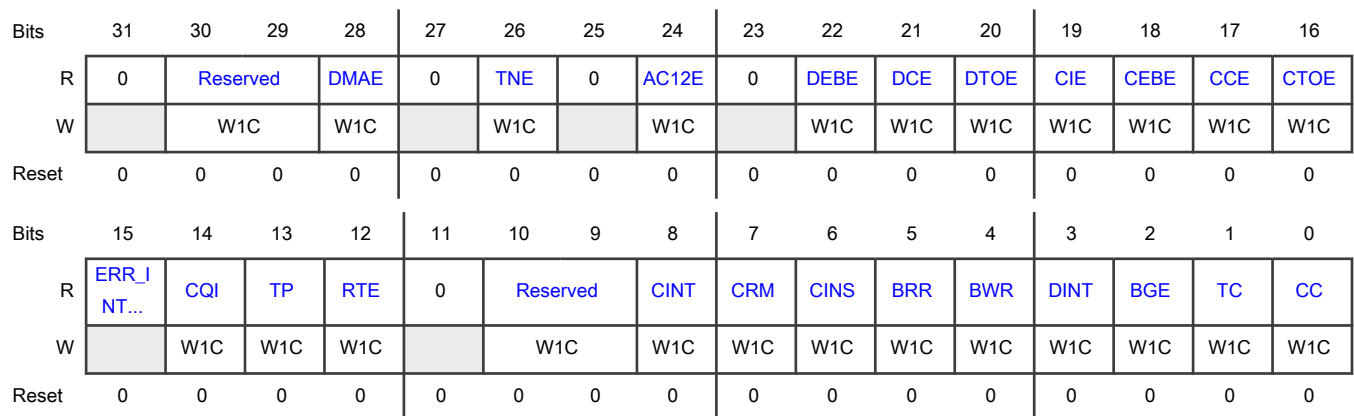 Bits 31 30 29 28 27 26 25 24 23 22 21 20 19 18 17 16
R 0 Reserved DMAE 0 TNE 0 AC12E 0 DEBE DCE DTOE CIE CEBE CCE CTOE
W W1C W1C W1C W1C W1C W1C W1C W1C W1C W1C W1C
Reset 0 0 0 0 0 0 0 0 0 0 0 0 0 0 0 0
Bits 15 14 13 12 11 10 9 8 7 6 5 4 3 2 1 0
R ERR_I
NT... CQI TP RTE 0 Reserved CINT CRM CINS BRR BWR DINT BGE TC CC
W W1C W1C W1C W1C W1C W1C W1C W1C W1C W1C W1C W1C W1C
Reset 0 0 0 0 0 0 0 0 0 0 0 0 0 0 0 0